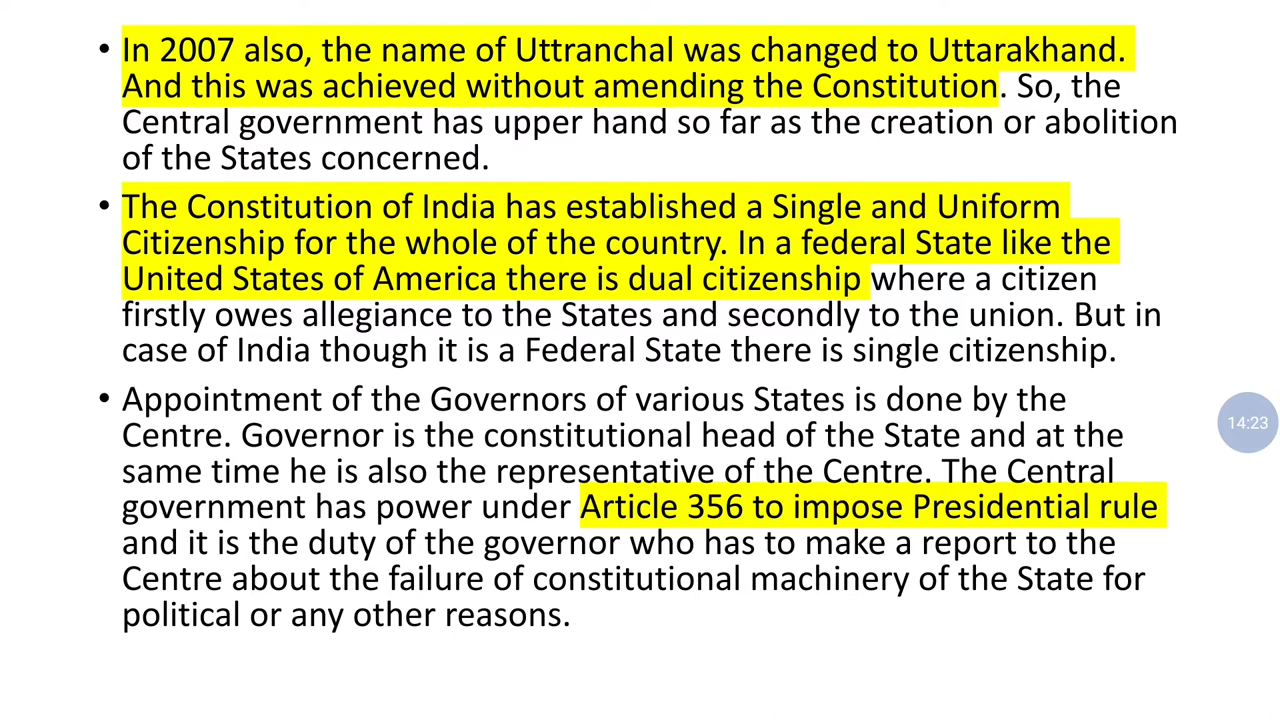 • In 2007 also, the name of Uttranchal was changed to Uttarakhand.
And this was achieved without amending the Constitution. So, the
Central government has upper hand so far as the creation or abolition
of the States concerned.
• The Constitution of India has established a Single and Uniform
Citizenship for the whole of the country. In a federal State like the
United States of America there is dual citizenship where a citizen
firstly owes allegiance to the States and secondly to the union. But in
case of India though it is a Federal State there is single citizenship.
• Appointment of the Governors of various States is done by the
Centre. Governor is the constitutional head of the State and at the
same time he is also the representative of the Centre. The Central
government has power under Article 356 to impose Presidential rule
and it is the duty of the governor who has to make a report to the
Centre about the failure of constitutional machinery of the State for
political or any other reasons.
14:23